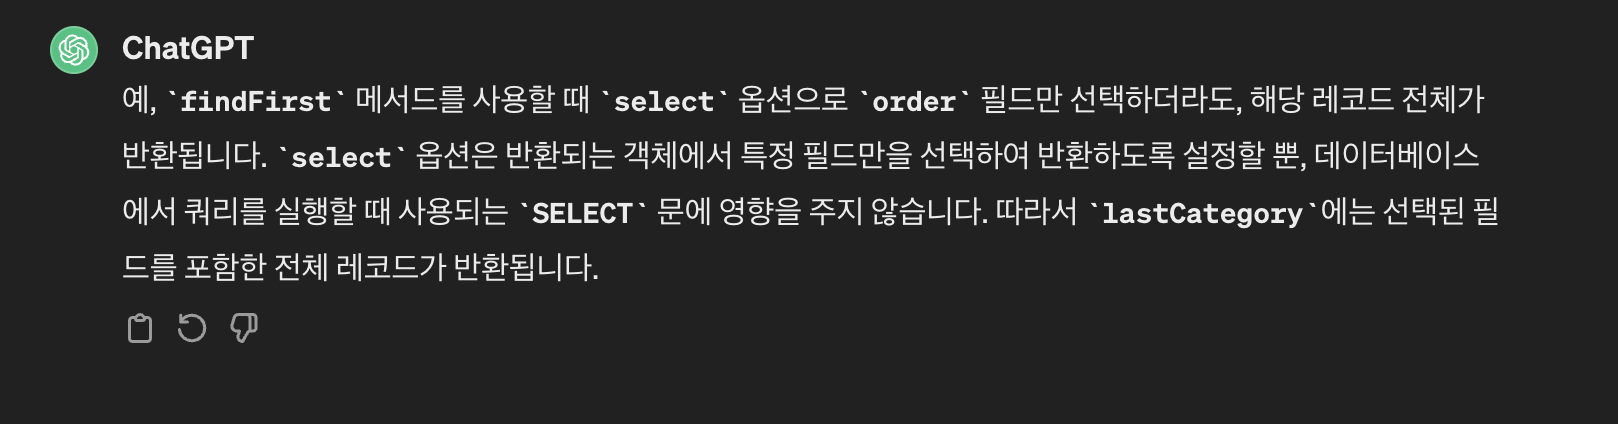 ChatGPT
예, `findFirst` 메서드를 사용할 때 `select` 옵션으로 `order` 필드만 선택하더라도, 해당 레코드 전체가
반환됩니다. `select` 옵션은 반환되는 객체에서 특정 필드만을 선택하여 반환하도록 설정할 뿐, 데이터베이스
에서 쿼리를 실행할 때 사용되는 `SELECT` 문에 영향을 주지 않습니다. 따라서 `lastCategory`에는 선택된 필
드를 포함한 전체 레코드가 반환됩니다.